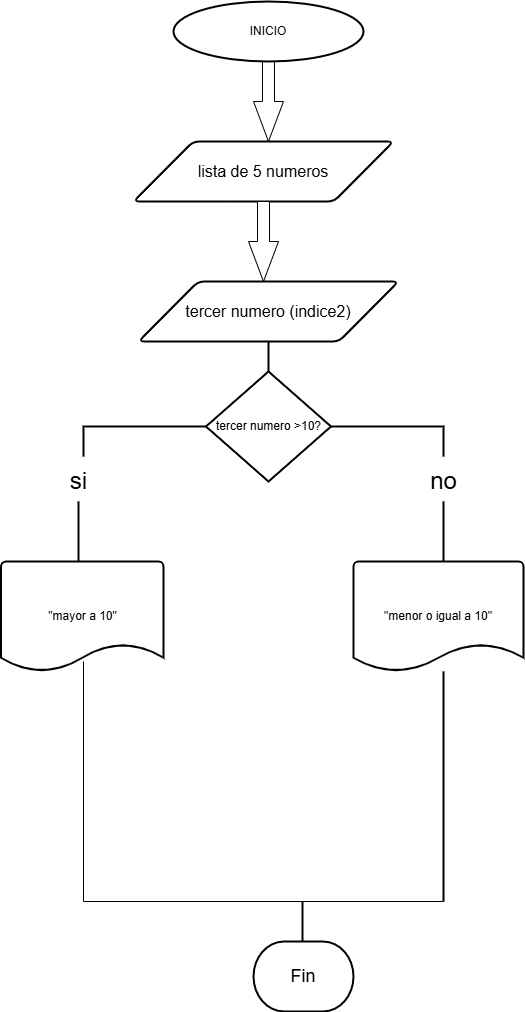 INICIO
lista de 5 numeros
tercer numero (indice2)
tercer numero >10?
si
no
"mayor a 10"
"menor o igual a 10"
Fin